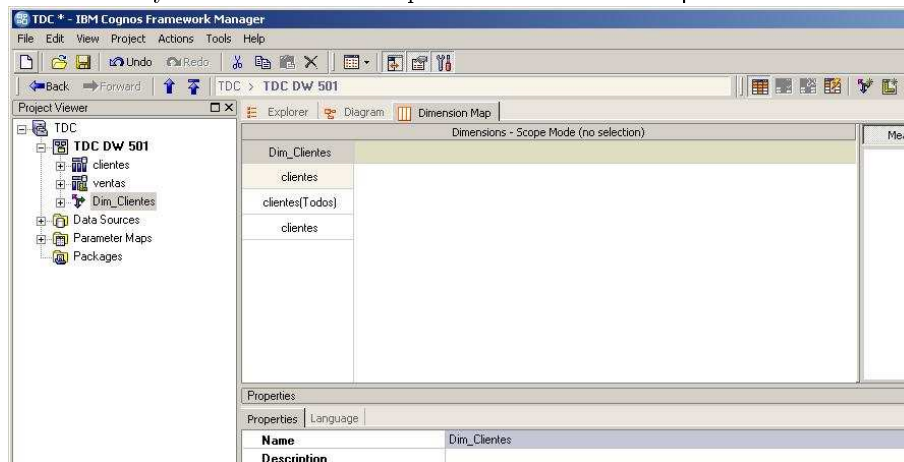 TDC * - IBM Cognos Framework Manager
File Edit View Project Actions Tools Help
Undo Redo
Back Forward TDC > TDC DW 501
Project Viewer
Explorer Diagram Dimension Map
TDC
TDC DW 501
clientes
ventas
Dim_Clientes
Data Sources
Parameter Maps
Packages
Dimensions - Scope Mode (no selection)
Mea
Dim_Clientes
clientes
clientes(Todos)
clientes
Properties
Properties Language
Name Dim_Clientes
Description